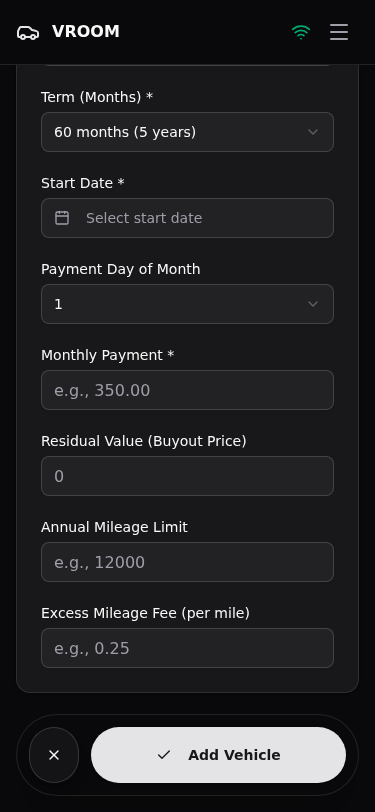 VROOM
Term (Months) *
60 months (5 years)
Start Date *
Select start date
Payment Day of Month
1
Monthly Payment *
e.g., 350.00
Residual Value (Buyout Price)
0
Annual Mileage Limit
e.g., 12000
Excess Mileage Fee (per mile)
e.g., 0.25
Add Vehicle